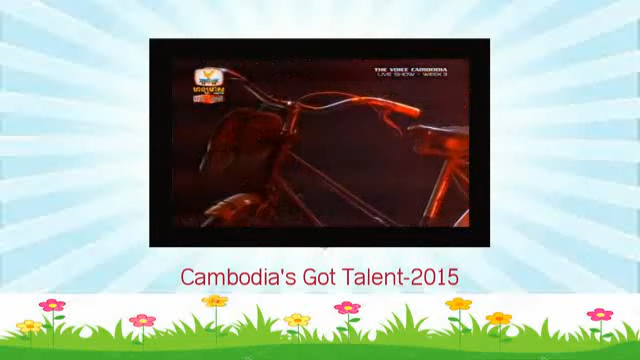 THE VOICE CAMBODIA
LIVE SHOW - WEEK 3
Cambodia's Got Talent-2015